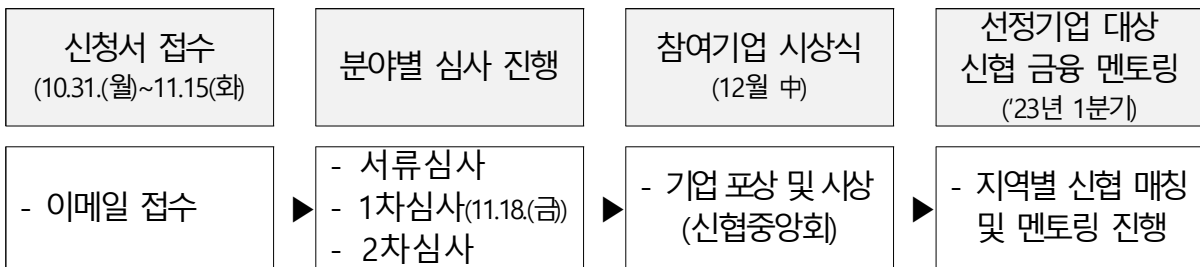 신청서 접수
(10.31.(월)~11.15(화)
- 이메일 접수
▶
분야별 심사 진행
- 서류심사
- 1차심사(11.18.(금))
- 2차심사
▶
참여기업 시상식
(12월 中)
- 기업 포상 및 시상
(신협중앙회)
▶
선정기업 대상
신협 금융 멘토링
('23년 1분기)
- 지역별 신협 매칭
및 멘토링 진행